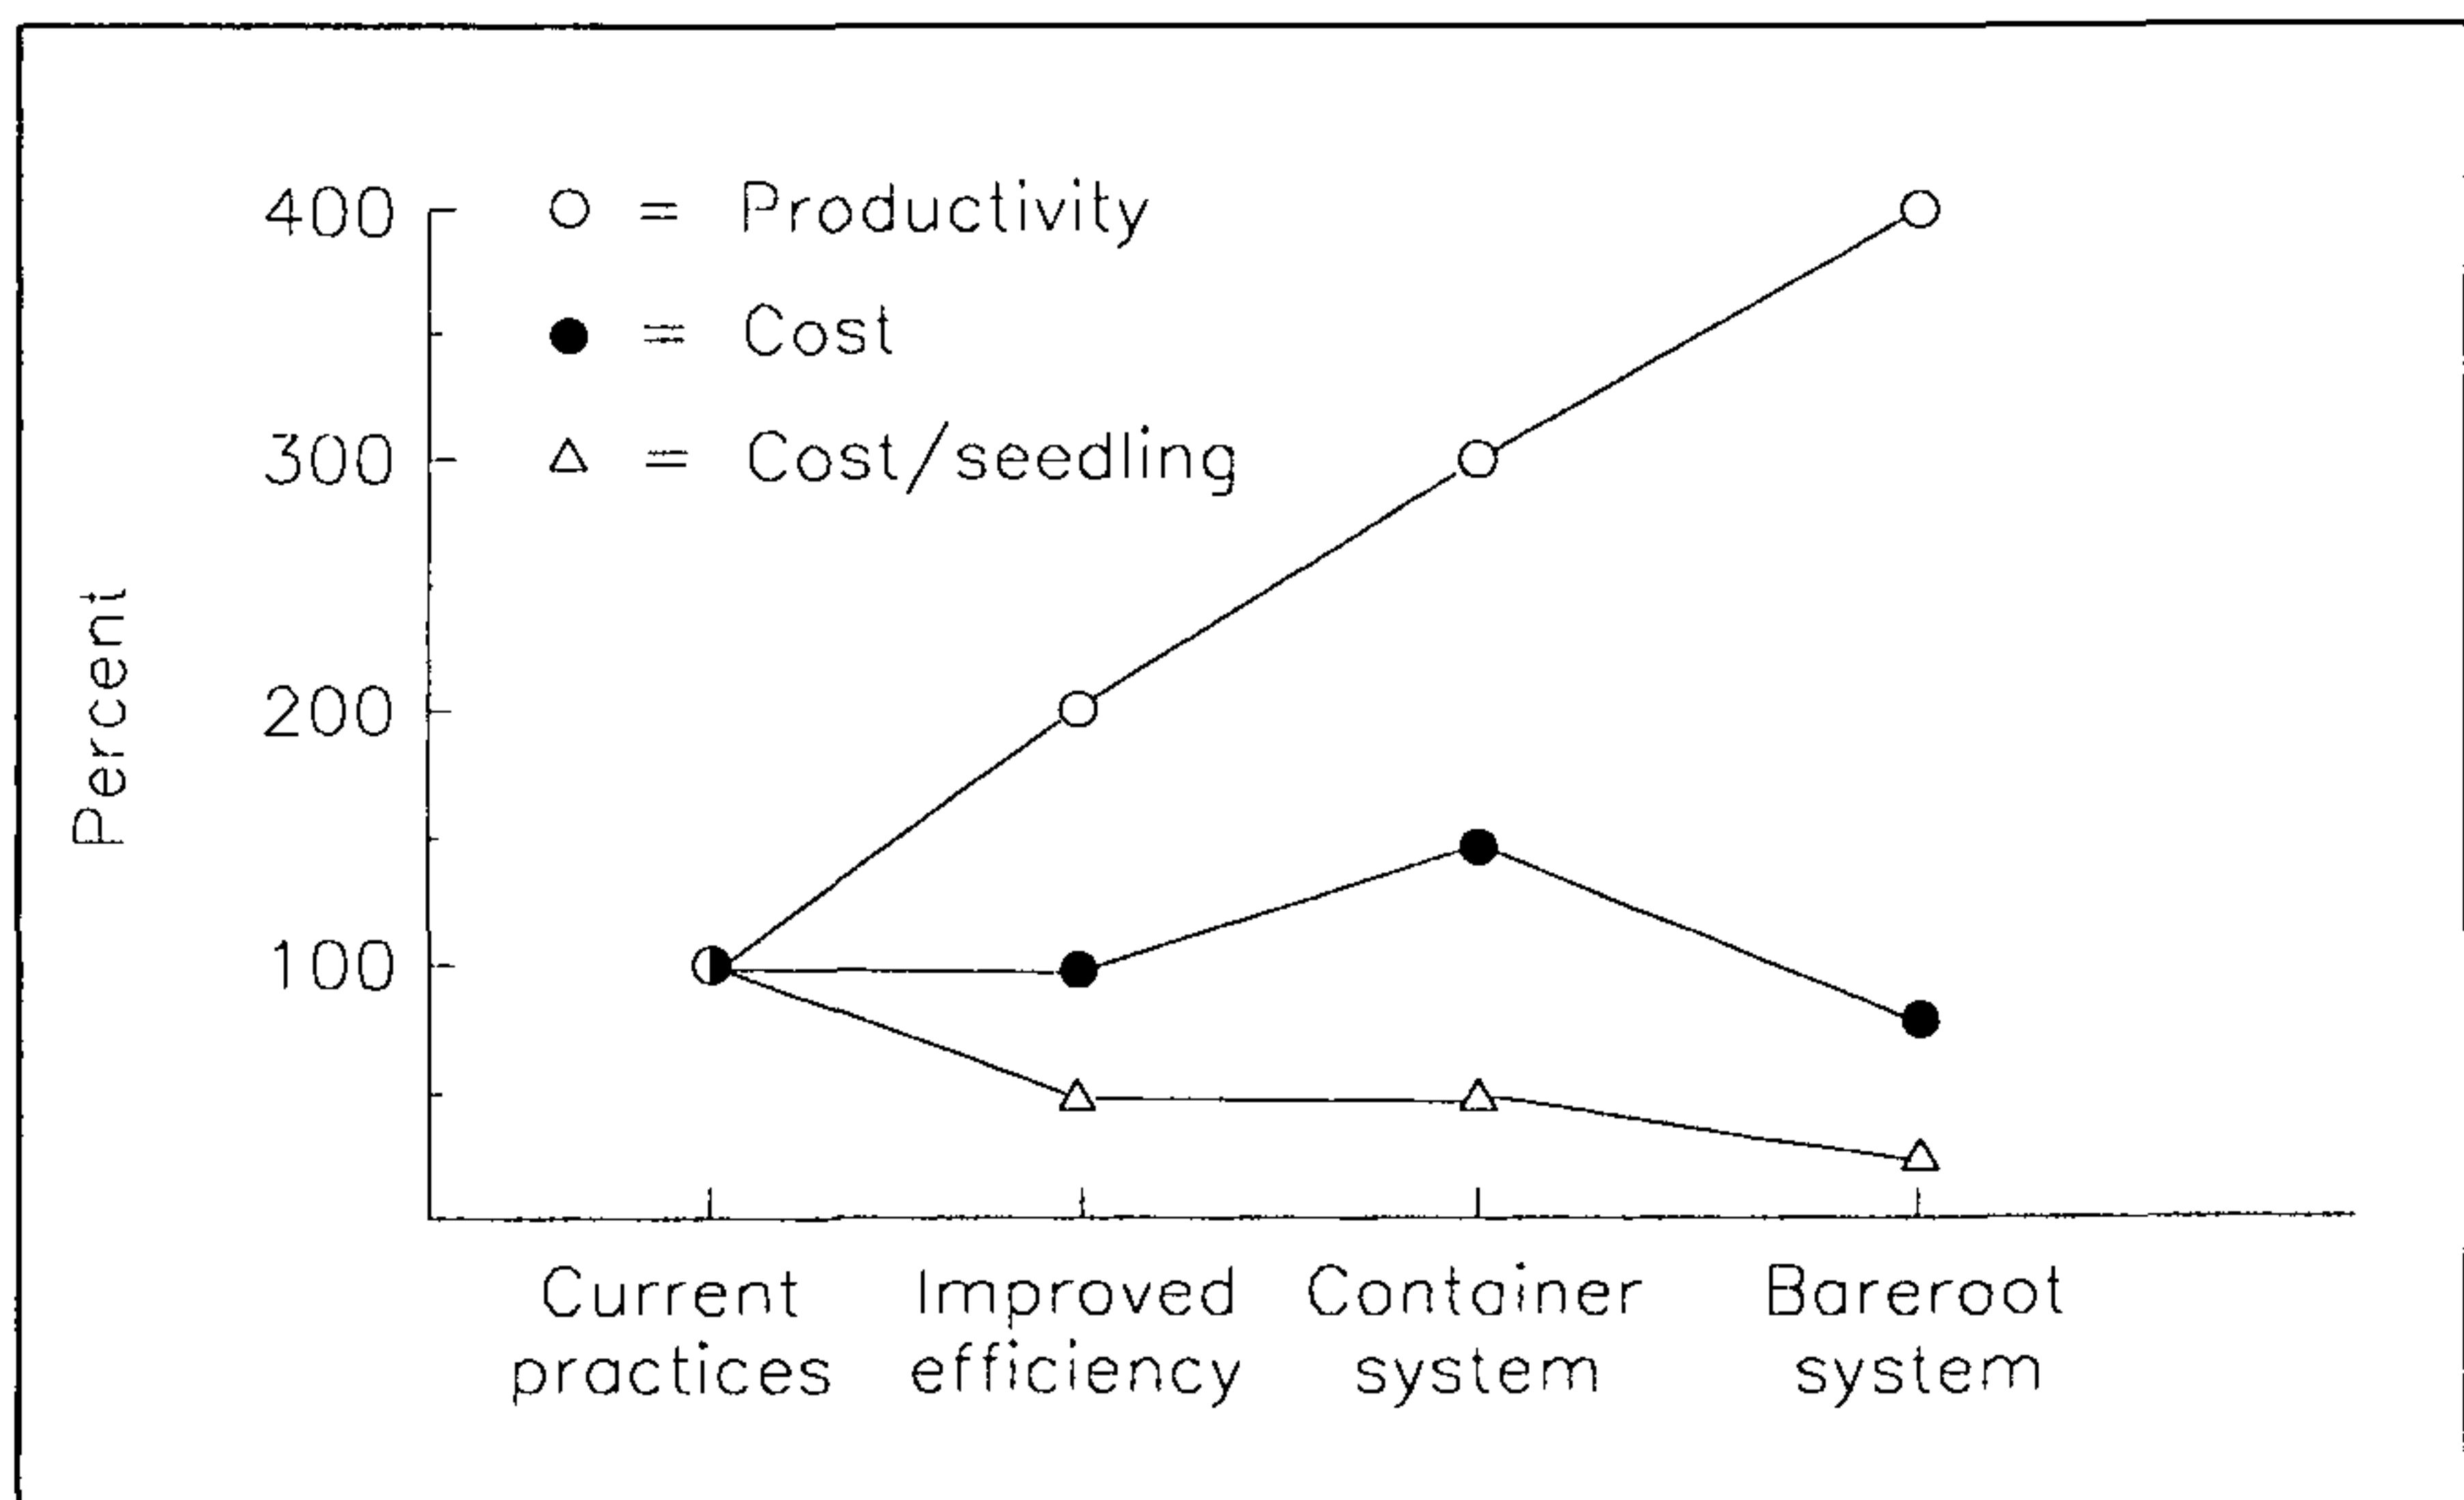 400
○ = Productivity
● = Cost
300
△ = Cost/seedling
Percent
200
100
Current practices
Improved efficiency
Container system
Bareroot system